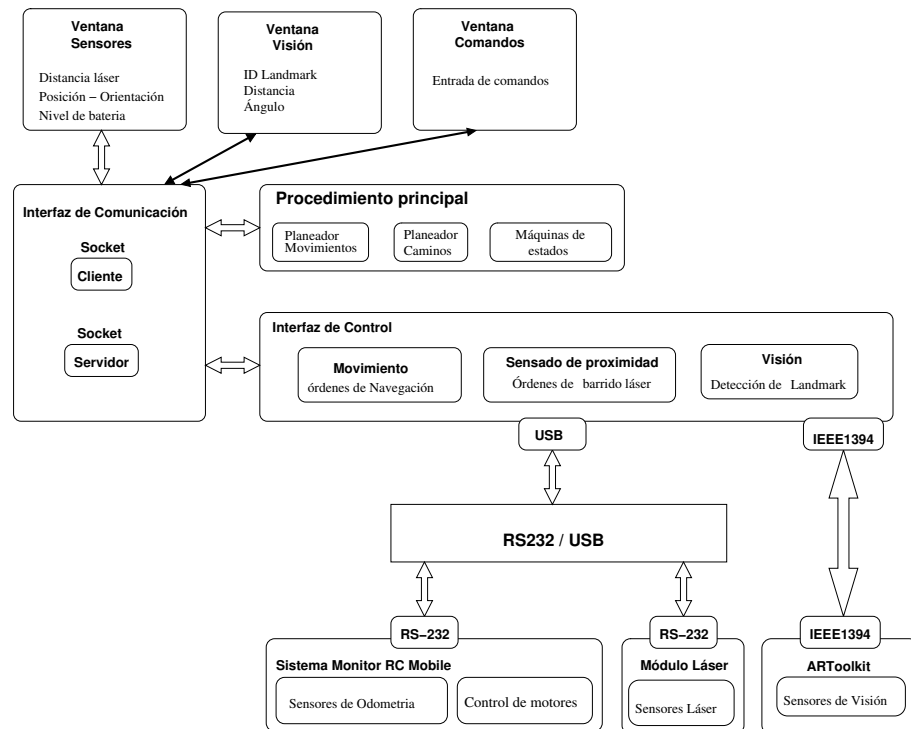 Ventana
Sensores
Distancia láser
Posición − Orientación
Nivel de bateria
Ventana
Visión
ID Landmark
Distancia
Ángulo
Ventana
Comandos
Entrada de comandos
Interfaz de Comunicación
Socket
Cliente
Socket
Servidor
Procedimiento principal
Planeador
Movimientos
Planeador
Caminos
Máquinas de
estados
Interfaz de Control
Movimiento
órdenes de Navegación
Sensado de proximidad
Órdenes de barrido láser
Visión
Detección de Landmark
USB
IEEE1394
RS232 / USB
RS−232
RS−232
IEEE1394
Sistema Monitor RC Mobile
Sensores de Odometria
Control de motores
Módulo Láser
Sensores Láser
ARToolkit
Sensores de Visión